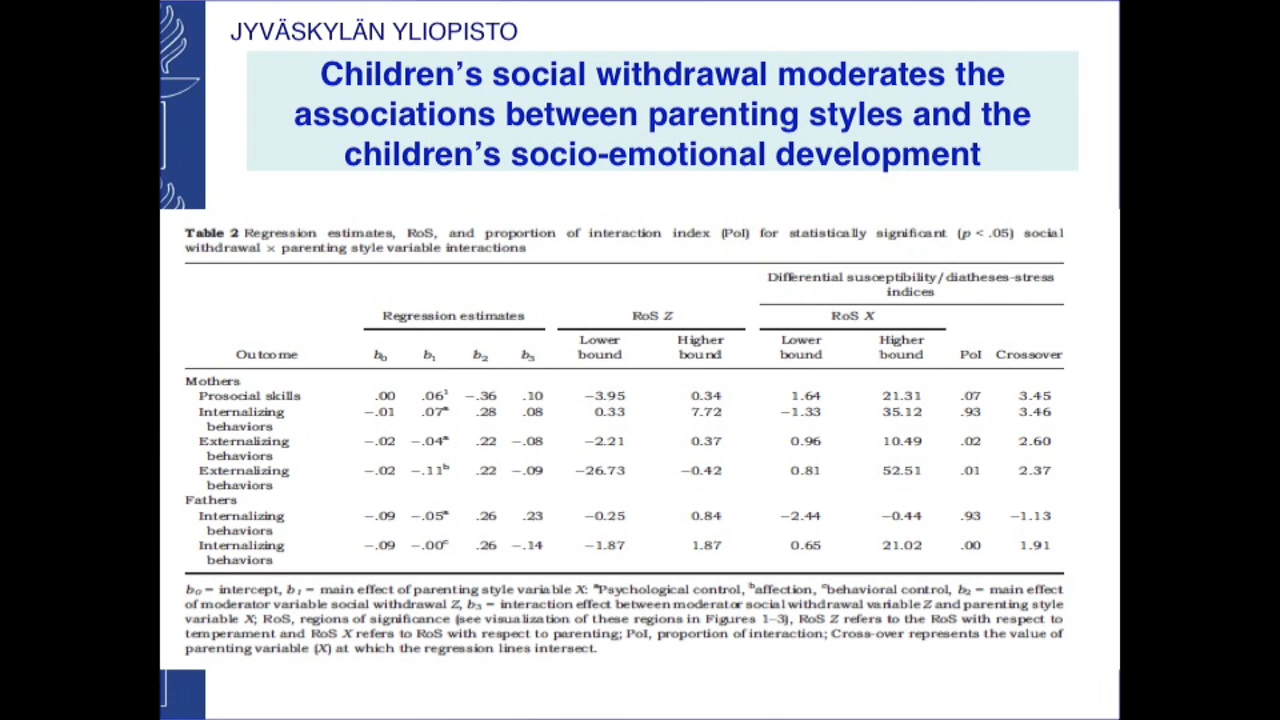 JYVÄSKYLÄN YLIOPISTO
Children's social withdrawal moderates the
associations between parenting styles and the
children's socio-emotional development
Table 2 Regression estimates, RoS, and proportion of interaction index (PoI) for statistically significant (p < .05) social
withdrawal × parenting style variable interactions
Differential susceptibility/diatheses-stress
indices
Regression estimates RoS Z RoS X
Lower Higher Lower Higher
Outcome b0 b1 b2 b3 bound bound bound bound PoI Crossover
Mothers
Prosocial skills .00 .06¹ −.36 .10 −3.95 0.34 1.64 21.31 .07 3.45
Internalizing −.01 .07ᵃ .28 .08 0.33 7.72 −1.33 35.12 .93 3.46
behaviors
Externalizing −.02 −.04ᵃ .22 −.08 −2.21 0.37 0.96 10.49 .02 2.60
behaviors
Externalizing −.02 −.11ᵇ .22 −.09 −26.73 −0.42 0.81 52.51 .01 2.37
behaviors
Fathers
Internalizing −.09 −.05ᵃ .26 .23 −0.25 0.84 −2.44 −0.44 .93 −1.13
behaviors
Internalizing −.09 −.00ᶜ .26 −.14 −1.87 1.87 0.65 21.02 .00 1.91
behaviors
b0 = intercept, b1 = main effect of parenting style variable X: ᵃPsychological control, ᵇaffection, ᶜbehavioral control, b2 = main effect
of moderator variable social withdrawal Z, b3 = interaction effect between moderator social withdrawal variable Z and parenting style
variable X; RoS, regions of significance (see visualization of these regions in Figures 1–3), RoS Z refers to the RoS with respect to
temperament and RoS X refers to RoS with respect to parenting; PoI, proportion of interaction; Cross-over represents the value of
parenting variable (X) at which the regression lines intersect.